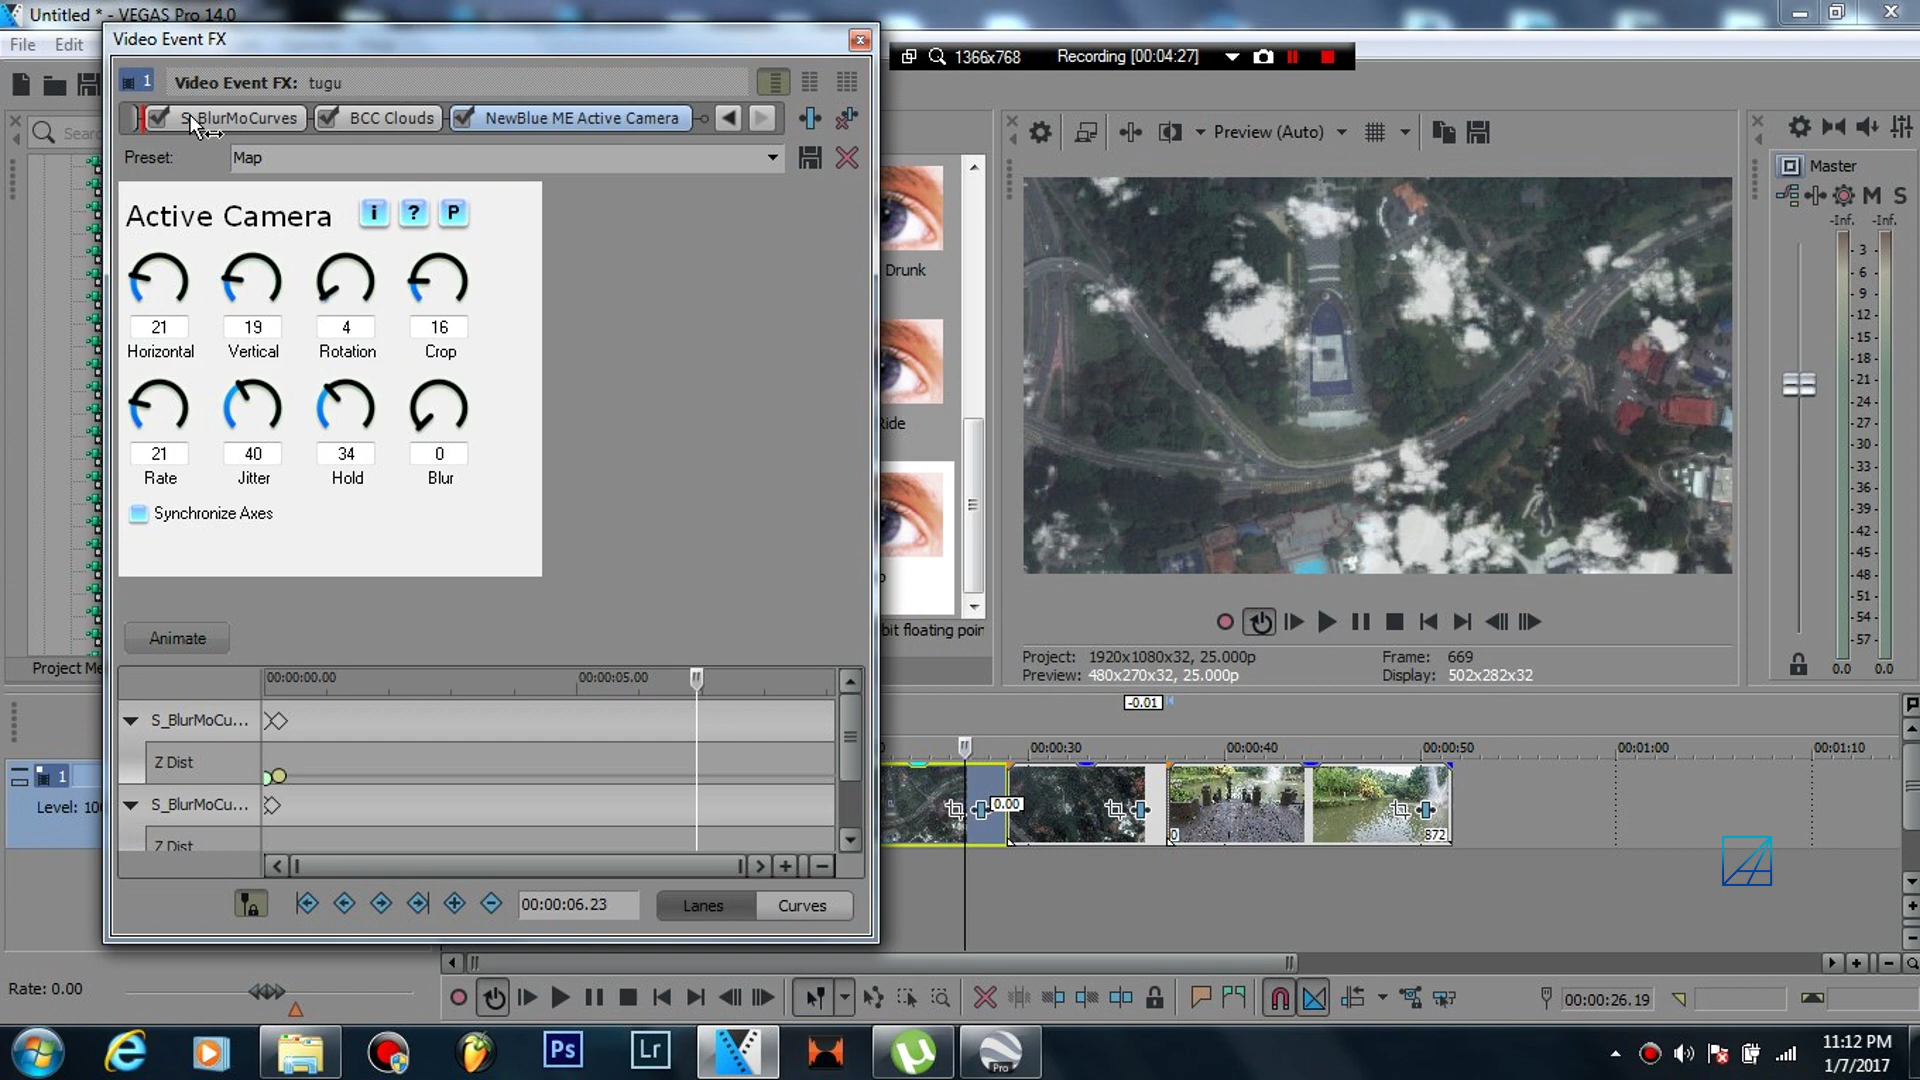 Untitled * - VEGAS Pro 14.0
File Edit
Video Event FX
1366x768 Recording [00:04:27]
1 Video Event FX: tugu
S_BlurMoCurves BCC Clouds NewBlue ME Active Camera
Preset: Map
Active Camera i ? P
21 19 4 16
Horizontal Vertical Rotation Crop
21 40 34 0
Rate Jitter Hold Blur
Synchronize Axes
Animate
00:00:00.00 00:00:05.00
S_BlurMoCu...
Z Dist
S_BlurMoCu...
Z Dist
00:00:06.23 Lanes Curves
Sear
Project Me
Drunk
Ride
bit floating poin
Preview (Auto)
Project: 1920x1080x32, 25.000p
Preview: 480x270x32, 25.000p
Frame: 669
Display: 502x282x32
Master
M S
-Inf. -Inf.
- 3 -
- 6 -
- 9 -
- 12 -
- 15 -
- 18 -
- 21 -
- 24 -
- 27 -
- 30 -
- 33 -
- 36 -
- 39 -
- 42 -
- 45 -
- 48 -
- 51 -
- 54 -
- 57 -
0.0 0.0
-0.01
00:00:30 00:00:40 00:00:50 00:01:00 00:01:10
1
Level: 10
0.00
0
872
Rate: 0.00
00:00:26.19
Ps Lr Pro
11:12 PM
1/7/2017